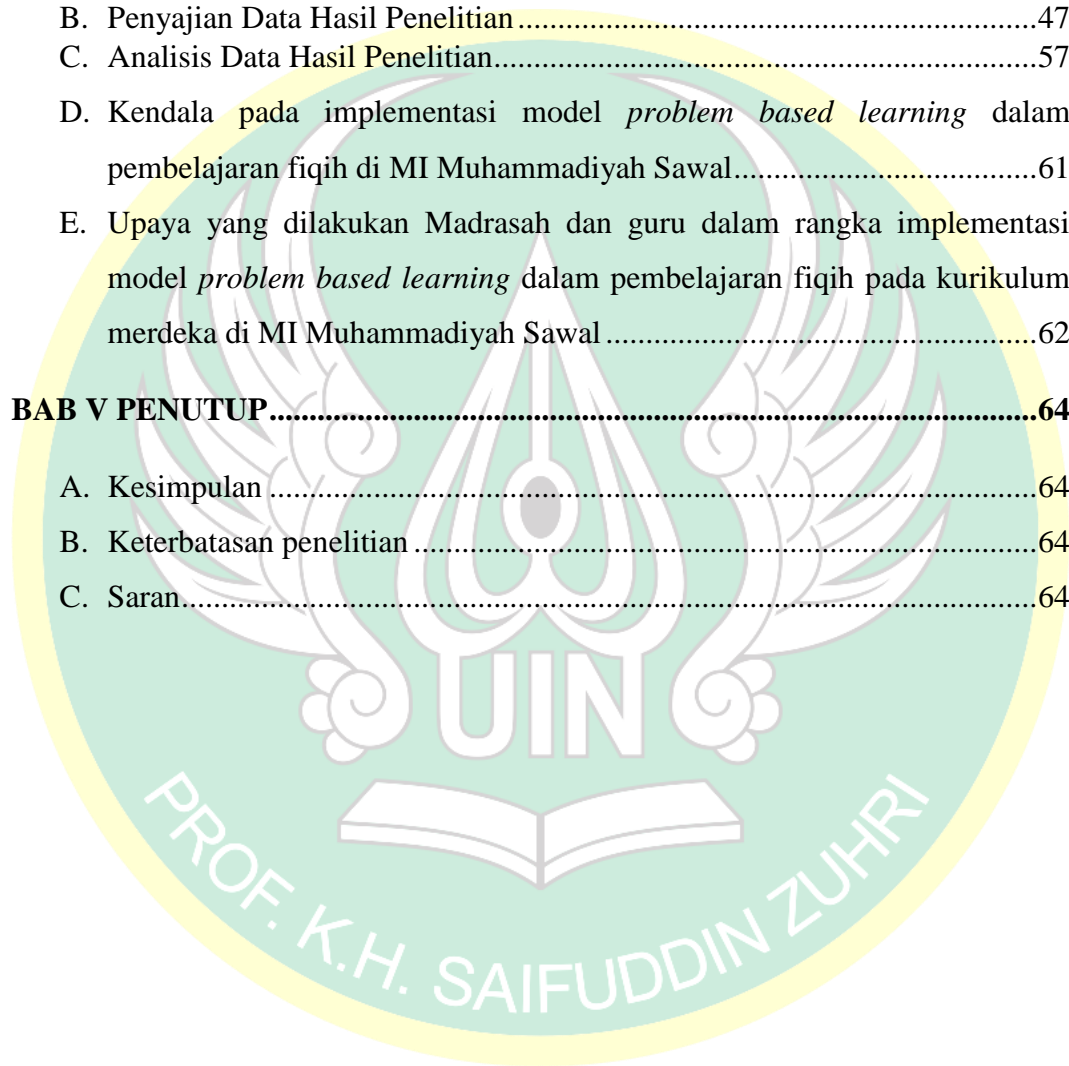 B. Penyajian Data Hasil Penelitian.................................................................47
C. Analisis Data Hasil Penelitian....................................................................57
D. Kendala pada implementasi model problem based learning dalam
pembelajaran fiqih di MI Muhammadiyah Sawal......................................61
E. Upaya yang dilakukan Madrasah dan guru dalam rangka implementasi
model problem based learning dalam pembelajaran fiqih pada kurikulum
merdeka di MI Muhammadiyah Sawal......................................................62
BAB V PENUTUP................................................................................................64
A. Kesimpulan................................................................................................64
B. Keterbatasan penelitian..............................................................................64
C. Saran...........................................................................................................64
UIN
PROF. K.H. SAIFUDDIN ZUHRI